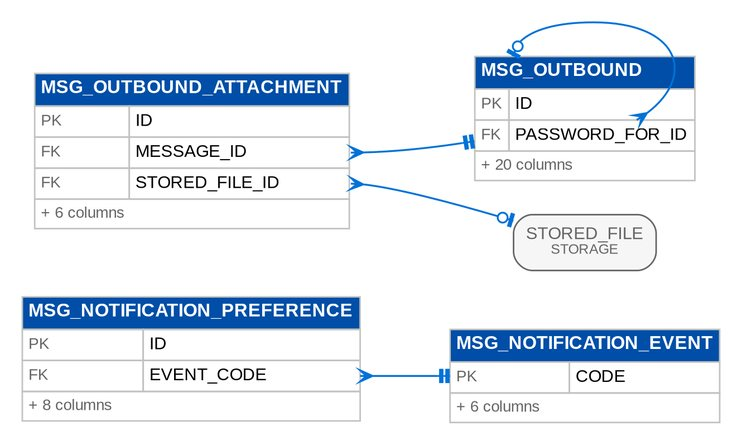 MSG_OUTBOUND_ATTACHMENT
PK ID
FK MESSAGE_ID
FK STORED_FILE_ID
+ 6 columns
MSG_OUTBOUND
PK ID
FK PASSWORD_FOR_ID
+ 20 columns
STORED_FILE
STORAGE
MSG_NOTIFICATION_PREFERENCE
PK ID
FK EVENT_CODE
+ 8 columns
MSG_NOTIFICATION_EVENT
PK CODE
+ 6 columns